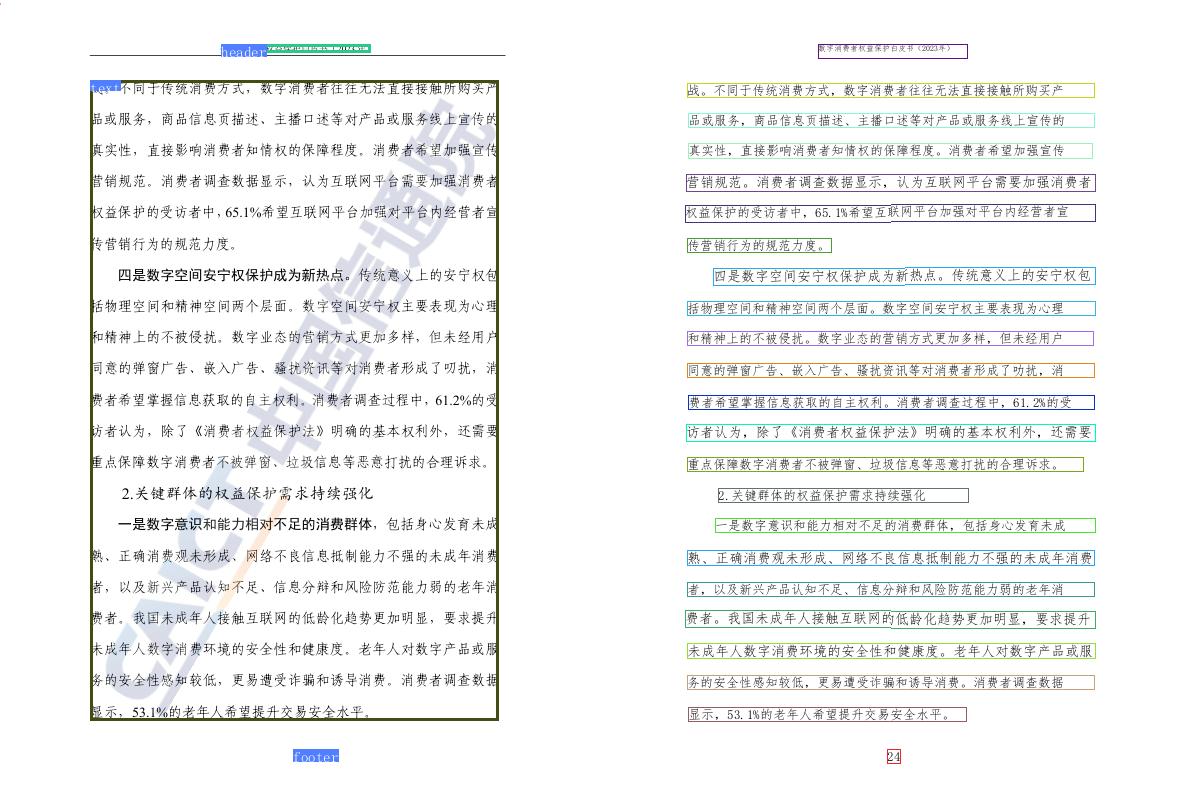 header
text不同于传统消费方式，数字消费者往往无法直接接触所购买产
品或服务，商品信息页描述、主播口述等对产品或服务线上宣传的
真实性，直接影响消费者知情权的保障程度。消费者希望加强宣传
营销规范。消费者调查数据显示，认为互联网平台需要加强消费者
权益保护的受访者中，65.1%希望互联网平台加强对平台内经营者宣
传营销行为的规范力度。
四是数字空间安宁权保护成为新热点。传统意义上的安宁权包
括物理空间和精神空间两个层面。数字空间安宁权主要表现为心理
和精神上的不被侵扰。数字业态的营销方式更加多样，但未经用户
同意的弹窗广告、嵌入广告、骚扰资讯等对消费者形成了叨扰，消
费者希望掌握信息获取的自主权利。消费者调查过程中，61.2%的受
访者认为，除了《消费者权益保护法》明确的基本权利外，还需要
重点保障数字消费者不被弹窗、垃圾信息等恶意打扰的合理诉求。
2.关键群体的权益保护需求持续强化
一是数字意识和能力相对不足的消费群体，包括身心发育未成
熟、正确消费观未形成、网络不良信息抵制能力不强的未成年消费
者，以及新兴产品认知不足、信息分辩和风险防范能力弱的老年消
费者。我国未成年人接触互联网的低龄化趋势更加明显，要求提升
未成年人数字消费环境的安全性和健康度。老年人对数字产品或服
务的安全性感知较低，更易遭受诈骗和诱导消费。消费者调查数据
显示，53.1%的老年人希望提升交易安全水平。
footer
CAICT 中国信通院
数字消费者权益保护白皮书（2023年）
战。不同于传统消费方式，数字消费者往往无法直接接触所购买产
品或服务，商品信息页描述、主播口述等对产品或服务线上宣传的
真实性，直接影响消费者知情权的保障程度。消费者希望加强宣传
营销规范。消费者调查数据显示，认为互联网平台需要加强消费者
权益保护的受访者中，65.1%希望互联网平台加强对平台内经营者宣
传营销行为的规范力度。
四是数字空间安宁权保护成为新热点。传统意义上的安宁权包
括物理空间和精神空间两个层面。数字空间安宁权主要表现为心理
和精神上的不被侵扰。数字业态的营销方式更加多样，但未经用户
同意的弹窗广告、嵌入广告、骚扰资讯等对消费者形成了叨扰，消
费者希望掌握信息获取的自主权利。消费者调查过程中，61.2%的受
访者认为，除了《消费者权益保护法》明确的基本权利外，还需要
重点保障数字消费者不被弹窗、垃圾信息等恶意打扰的合理诉求。
2.关键群体的权益保护需求持续强化
一是数字意识和能力相对不足的消费群体，包括身心发育未成
熟、正确消费观未形成、网络不良信息抵制能力不强的未成年消费
者，以及新兴产品认知不足、信息分辩和风险防范能力弱的老年消
费者。我国未成年人接触互联网的低龄化趋势更加明显，要求提升
未成年人数字消费环境的安全性和健康度。老年人对数字产品或服
务的安全性感知较低，更易遭受诈骗和诱导消费。消费者调查数据
显示，53.1%的老年人希望提升交易安全水平。
24